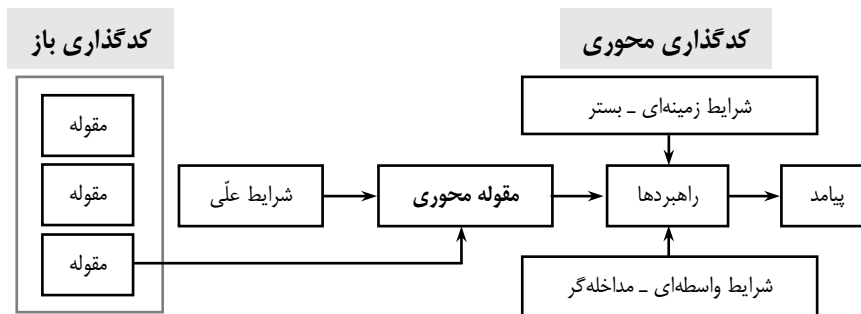 کدگذاری باز
کدگذاری محوری
مقوله
مقوله
مقوله
شرایط علّی
مقوله محوری
شرایط زمینه‌ای ـ بستر
راهبردها
پیامد
شرایط واسطه‌ای ـ مداخله‌گر